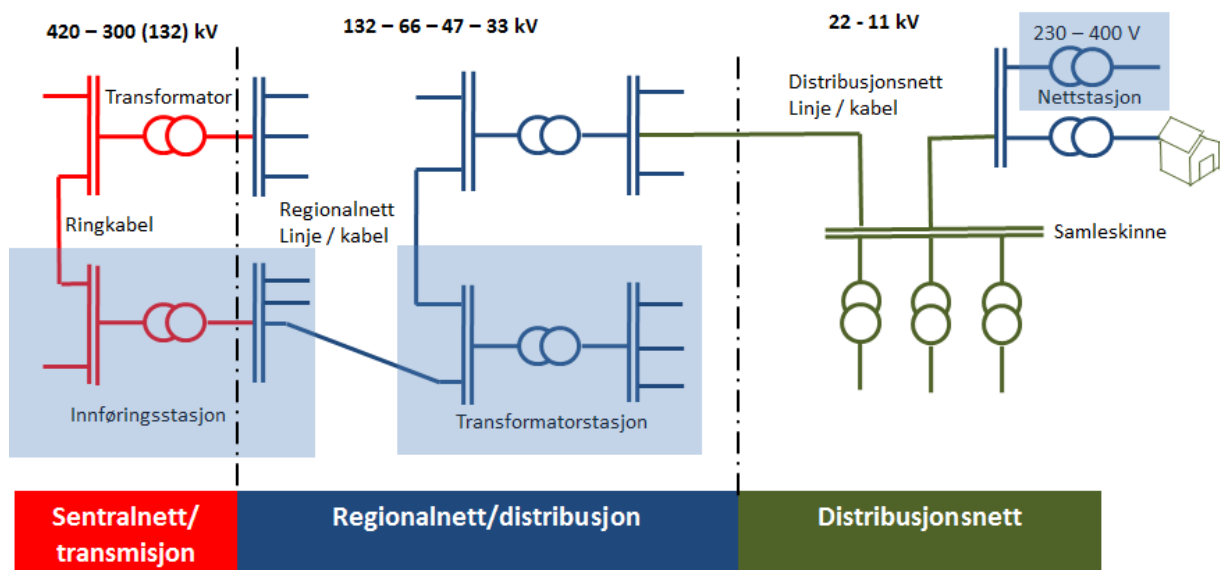 420 – 300 (132) kV
132 – 66 – 47 – 33 kV
22 - 11 kV
230 – 400 V
Transformator
Distribusjonsnett
Linje / kabel
Nettstasjon
Ringkabel
Regionalnett
Linje / kabel
Samleskinne
Innføringsstasjon
Transformatorstasjon
Sentralnett/
transmisjon
Regionalnett/distribusjon
Distribusjonsnett